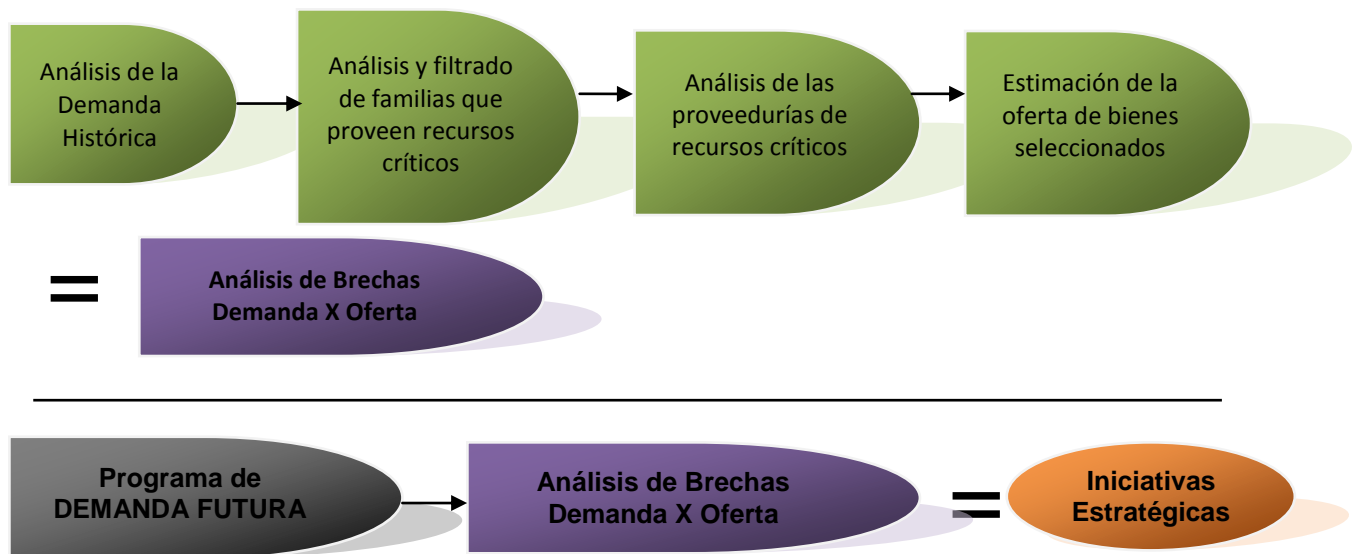 Análisis de la
Demanda
Histórica
Análisis y filtrado
de familias que
proveen recursos
críticos
Análisis de las
proveedurías de
recursos críticos
Estimación de la
oferta de bienes
seleccionados
=
Análisis de Brechas
Demanda X Oferta
Programa de
DEMANDA FUTURA
Análisis de Brechas
Demanda X Oferta
=
Iniciativas
Estratégicas